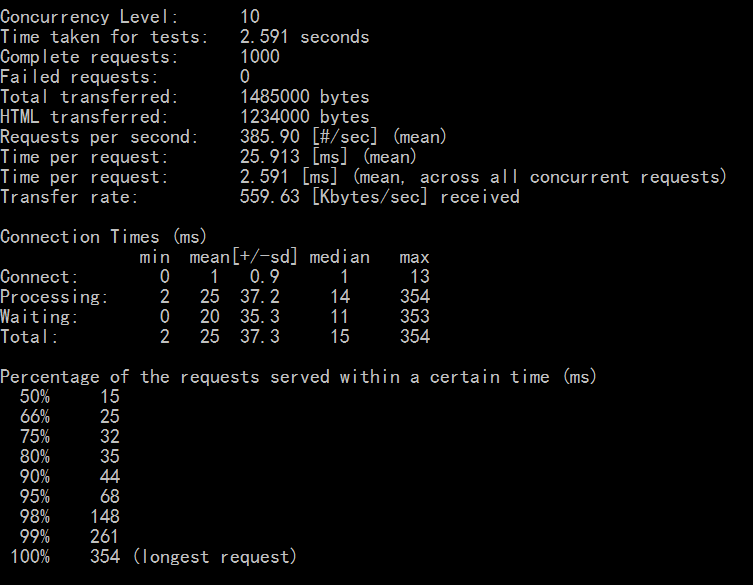 Concurrency Level:      10
Time taken for tests:   2.591 seconds
Complete requests:      1000
Failed requests:        0
Total transferred:      1485000 bytes
HTML transferred:       1234000 bytes
Requests per second:    385.90 [#/sec] (mean)
Time per request:       25.913 [ms] (mean)
Time per request:       2.591 [ms] (mean, across all concurrent requests)
Transfer rate:          559.63 [Kbytes/sec] received
Connection Times (ms)
              min  mean[+/-sd] median   max
Connect:        0    1   0.9      1      13
Processing:     2   25  37.2     14     354
Waiting:        0   20  35.3     11     353
Total:          2   25  37.3     15     354
Percentage of the requests served within a certain time (ms)
  50%     15
  66%     25
  75%     32
  80%     35
  90%     44
  95%     68
  98%    148
  99%    261
 100%    354 (longest request)